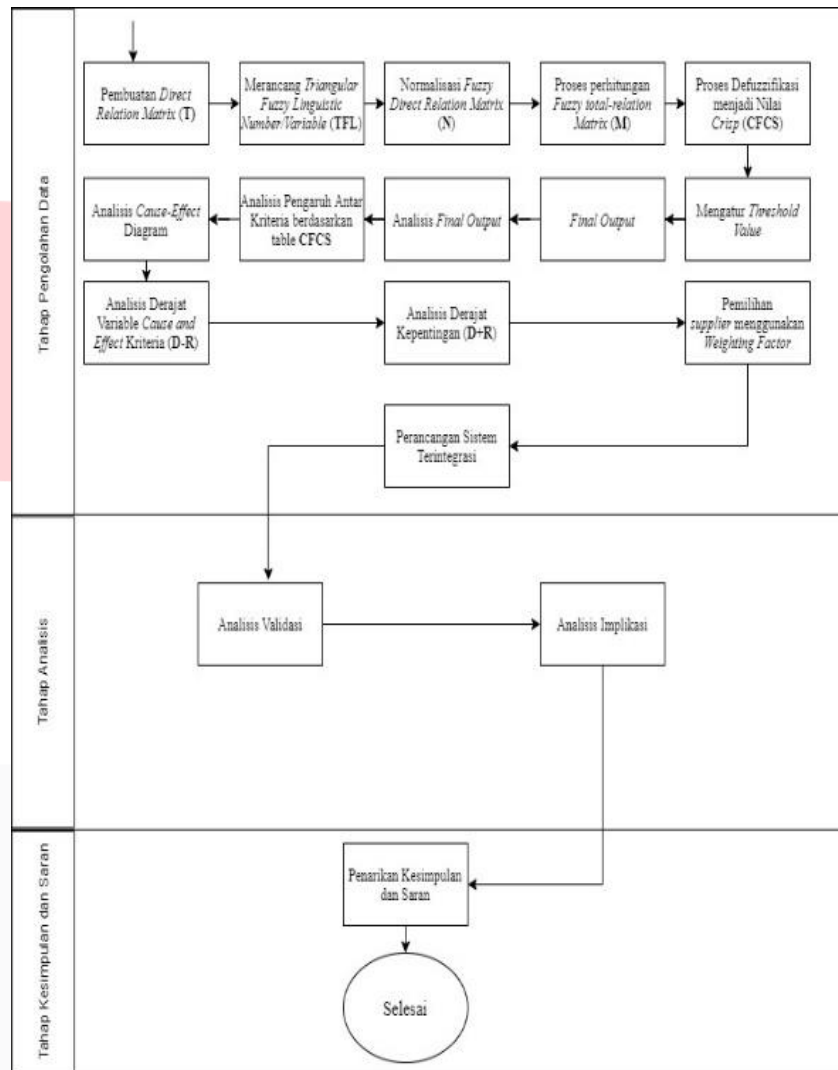 Tahap Pengolahan Data
Pembuatan Direct
Relation Matrix (T)
Merancang Triangular
Fuzzy Linguistic
Number/Variable (TFL)
Normalisasi Fuzzy
Direct Relation Matrix
(N)
Proses perhitungan
Fuzzy total-relation
Matrix (M)
Proses Defuzzifikasi
menjadi Nilai
Crisp (CFCS)
Analisis Cause-Effect
Diagram
Analisis Pengaruh Antar
Kriteria berdasarkan
table CFCS
Analisis Final Output
Final Output
Mengatur Threshold
Value
Analisis Derajat
Variable Cause and
Effect Kriteria (D-R)
Analisis Derajat
Kepentingan (D+R)
Pemilihan
supplier menggunakan
Weighting Factor
Perancangan Sistem
Terintegrasi
Tahap Analisis
Analisis Validasi
Analisis Implikasi
Tahap Kesimpulan dan Saran
Penarikan Kesimpulan
dan Saran
Selesai